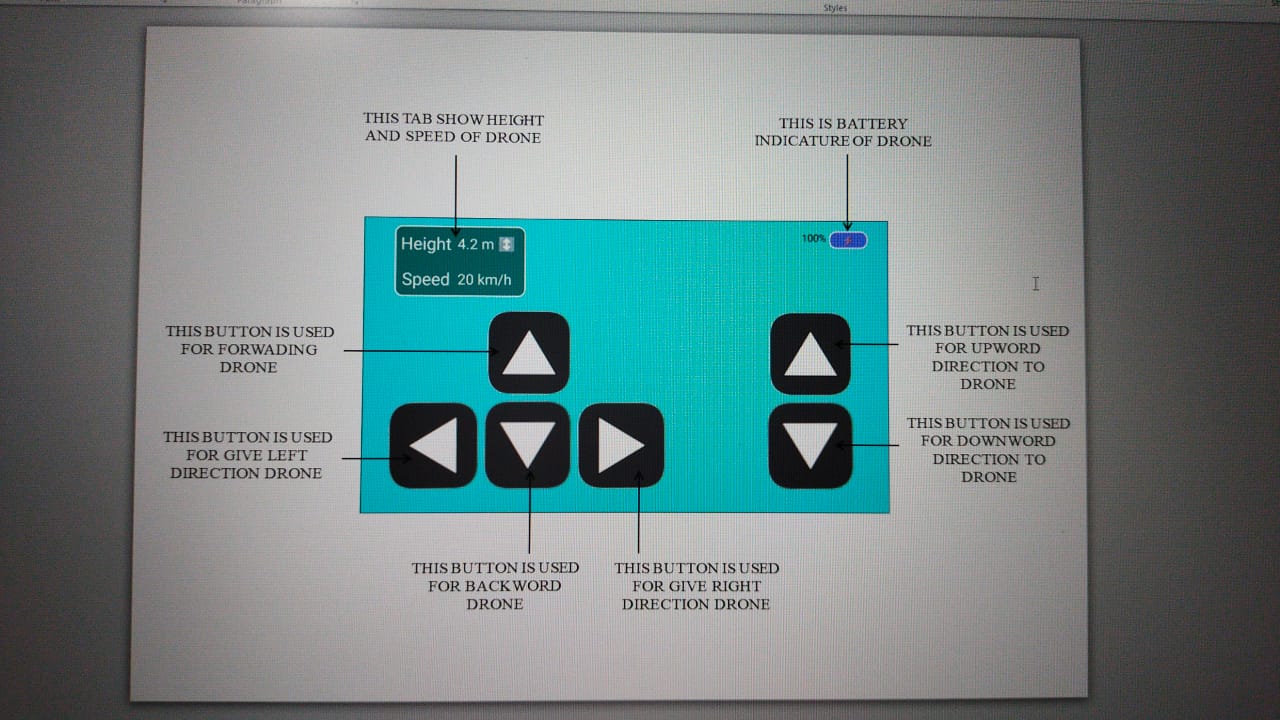 Paragraph
Styles
THIS TAB SHOW HEIGHT
AND SPEED OF DRONE
THIS IS BATTERY
INDICATURE OF DRONE
Height 4.2 m
Speed 20 km/h
100%
THIS BUTTON IS USED
FOR FORWADING
DRONE
THIS BUTTON IS USED
FOR UPWORD
DIRECTION TO
DRONE
THIS BUTTON IS USED
FOR GIVE LEFT
DIRECTION DRONE
THIS BUTTON IS USED
FOR DOWNWORD
DIRECTION TO
DRONE
THIS BUTTON IS USED
FOR BACKWORD
DRONE
THIS BUTTON IS USED
FOR GIVE RIGHT
DIRECTION DRONE